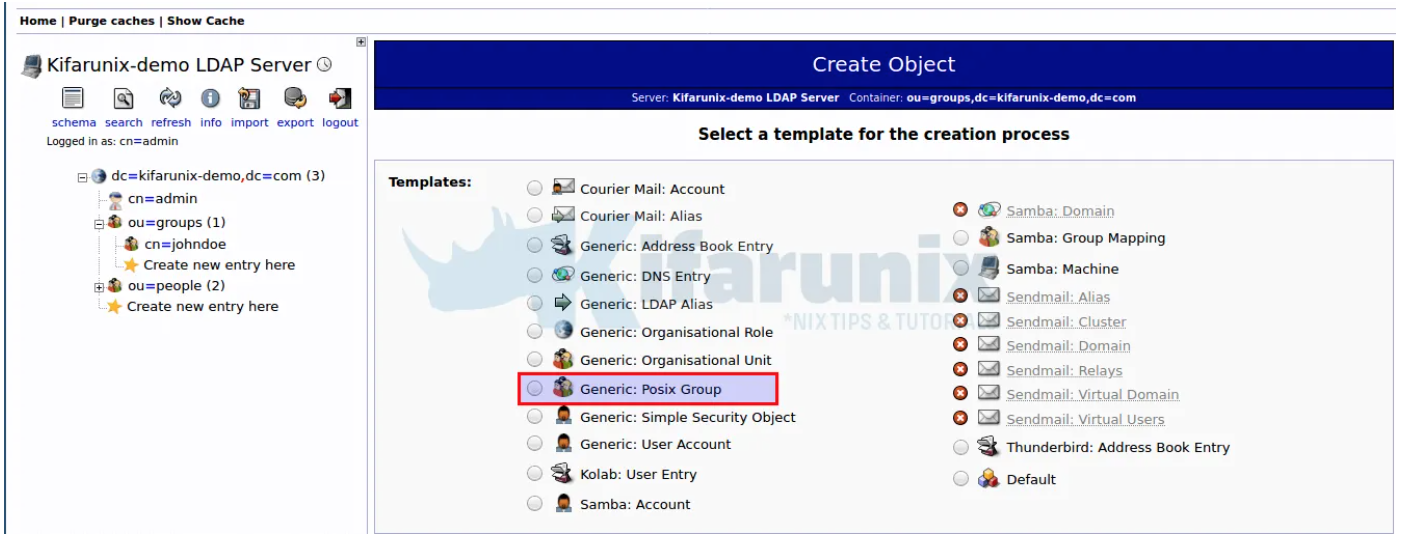 Home | Purge caches | Show Cache
Kifarunix-demo LDAP Server
schema search refresh info import export logout
Logged in as: cn=admin
dc=kifarunix-demo,dc=com (3)
cn=admin
ou=groups (1)
cn=johndoe
Create new entry here
ou=people (2)
Create new entry here
Create Object
Server: Kifarunix-demo LDAP Server Container: ou=groups,dc=kifarunix-demo,dc=com
Select a template for the creation process
Templates:
Courier Mail: Account
Courier Mail: Alias
Generic: Address Book Entry
Generic: DNS Entry
Generic: LDAP Alias
Generic: Organisational Role
Generic: Organisational Unit
Generic: Posix Group
Generic: Simple Security Object
Generic: User Account
Kolab: User Entry
Samba: Account
Samba: Domain
Samba: Group Mapping
Samba: Machine
Sendmail: Alias
Sendmail: Cluster
Sendmail: Domain
Sendmail: Relays
Sendmail: Virtual Domain
Sendmail: Virtual Users
Thunderbird: Address Book Entry
Default
Kifarunix
*NIX TIPS & TUTOR